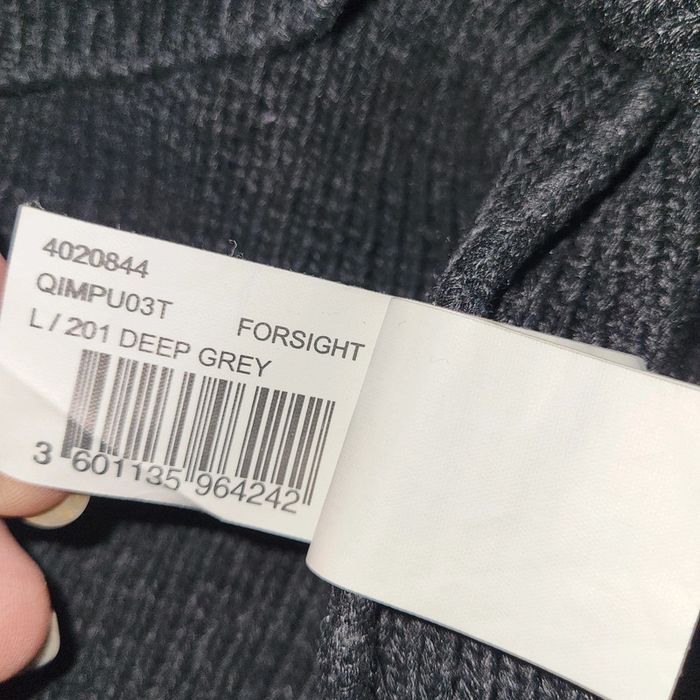 4020844
QIMPU03T
FORSIGHT
L / 201 DEEP GREY
3 601135 964242